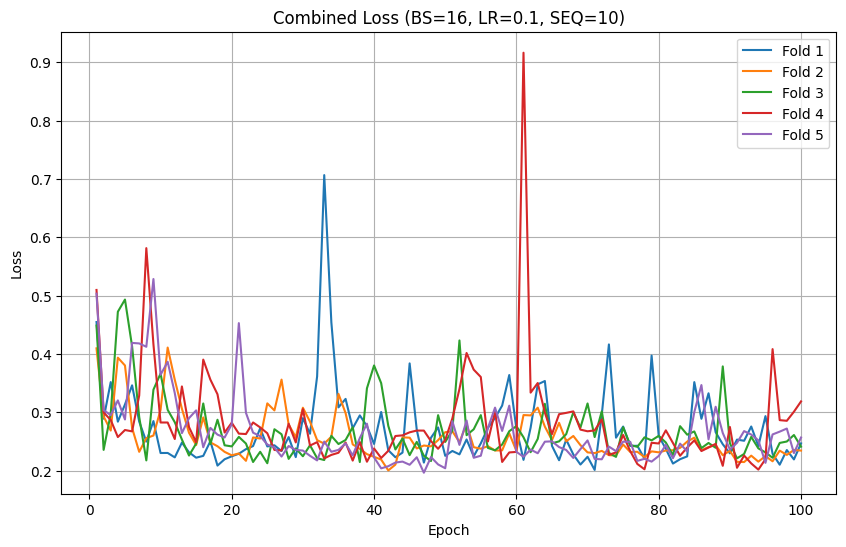 Combined Loss (BS=16, LR=0.1, SEQ=10)
Fold 1
Fold 2
Fold 3
Fold 4
Fold 5
Loss
0.9
0.8
0.7
0.6
0.5
0.4
0.3
0.2
0
20
40
60
80
100
Epoch